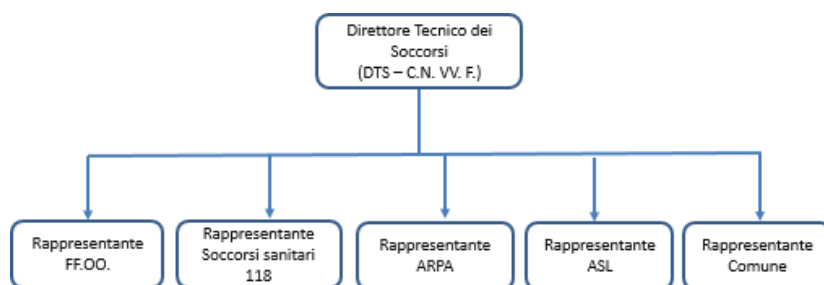 Direttore Tecnico dei
Soccorsi
(DTS – C.N. VV. F.)
Rappresentante
FF.OO.
Rappresentante
Soccorsi sanitari
118
Rappresentante
ARPA
Rappresentante
ASL
Rappresentante
Comune